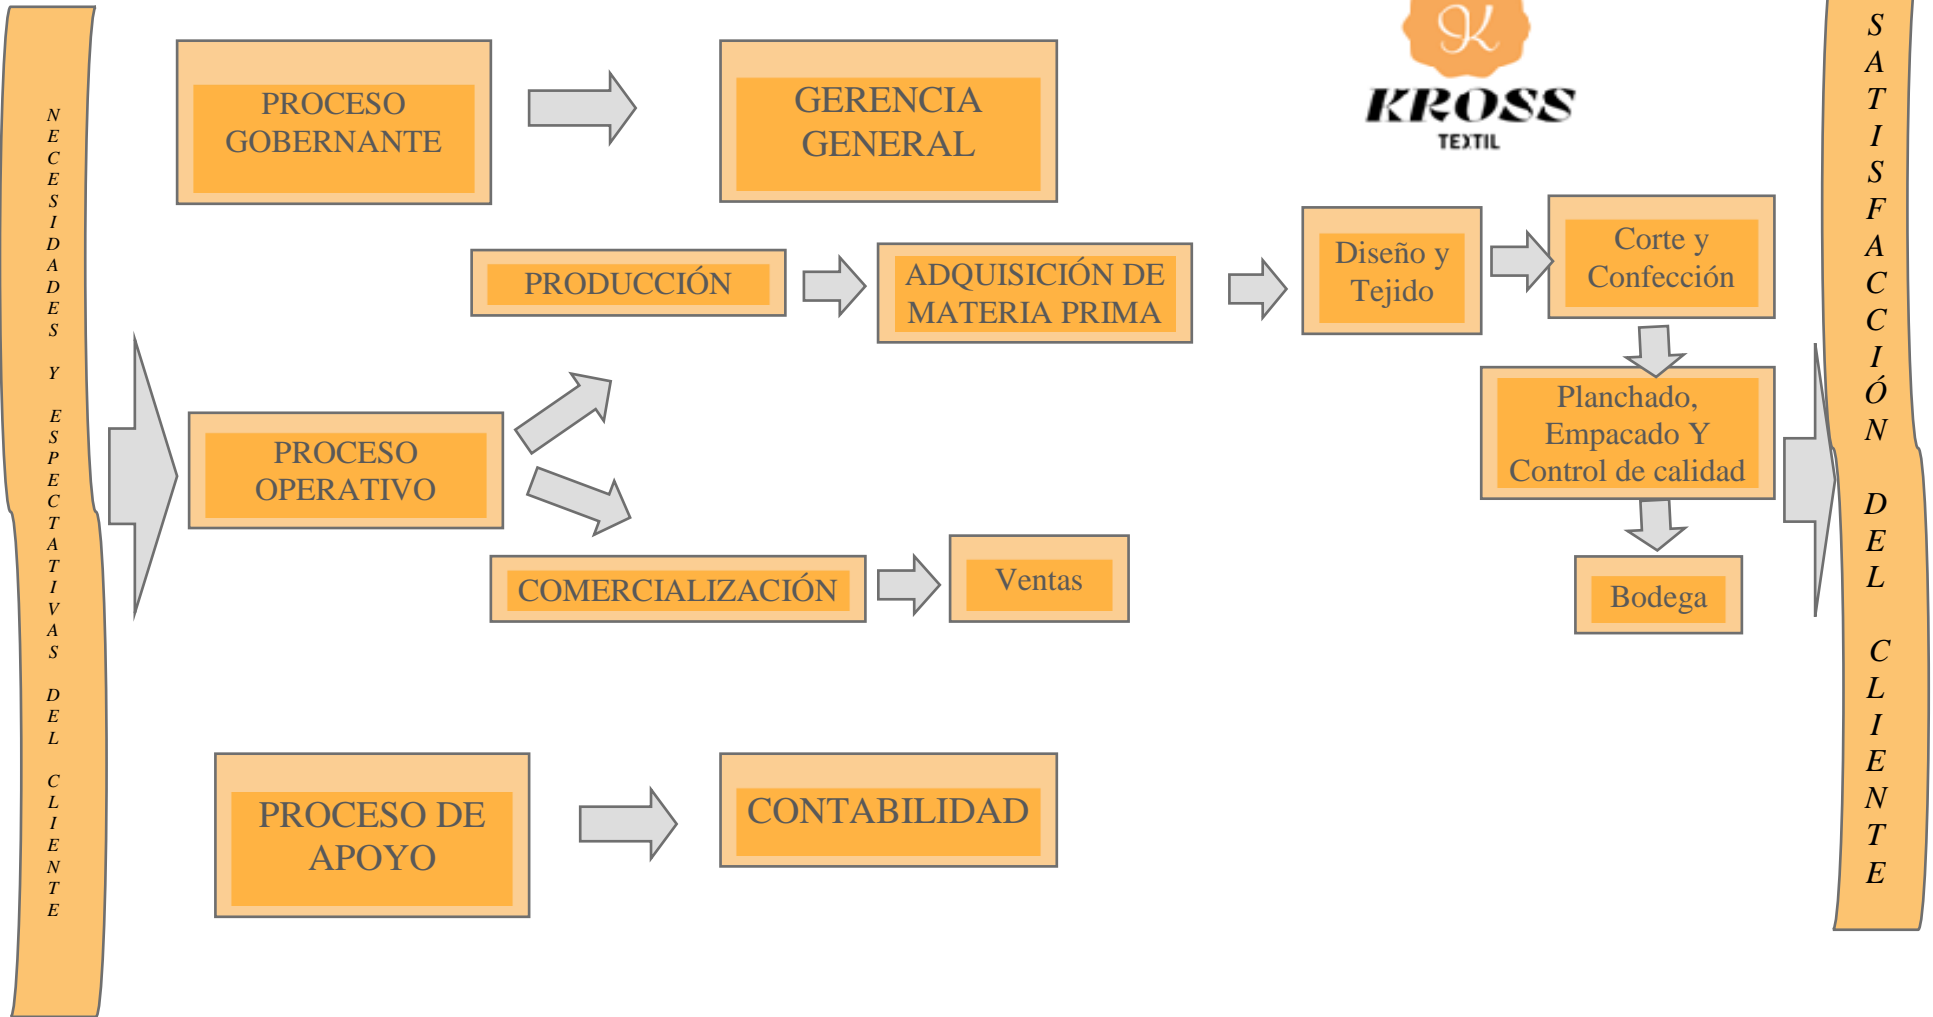 NECESIDADES Y ESPECTATIVAS DEL CLIENTE
PROCESO
GOBERNANTE
GERENCIA
GENERAL
K
KROSS
TEXTIL
PRODUCCIÓN
ADQUISICIÓN DE
MATERIA PRIMA
Diseño y
Tejido
Corte y
Confección
PROCESO
OPERATIVO
Planchado,
Empacado Y
Control de calidad
COMERCIALIZACIÓN
Ventas
Bodega
PROCESO DE
APOYO
CONTABILIDAD
SATISFACCIÓN DEL CLIENTE